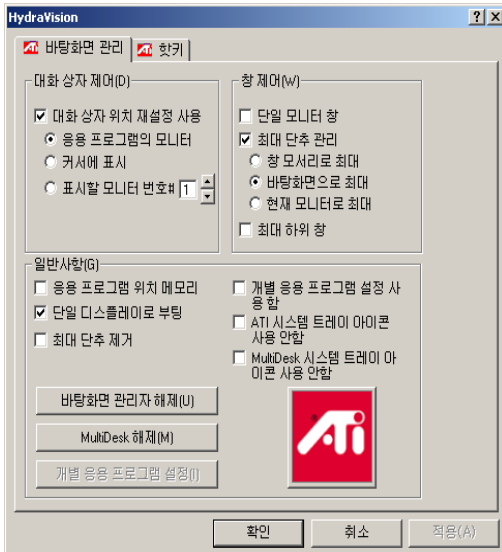 HydraVision
바탕화면 관리
핫키
대화 상자 제어(D)
대화 상자 위치 재설정 사용
응용 프로그램의 모니터
커서에 표시
표시할 모니터 번호# 1
창 제어(W)
단일 모니터 창
최대 단추 관리
창 모서리로 최대
바탕화면으로 최대
현재 모니터로 최대
최대 하위 창
일반사항(G)
응용 프로그램 위치 메모리
단일 디스플레이로 부팅
최대 단추 제거
개별 응용 프로그램 설정 사
용 함
ATI 시스템 트레이 아이콘
사용 안함
MultiDesk 시스템 트레이 아
이콘 사용 안함
바탕화면 관리자 해제(U)
MultiDesk 해제(M)
개별 응용 프로그램 설정(I)
ATI
확인
취소
적용(A)